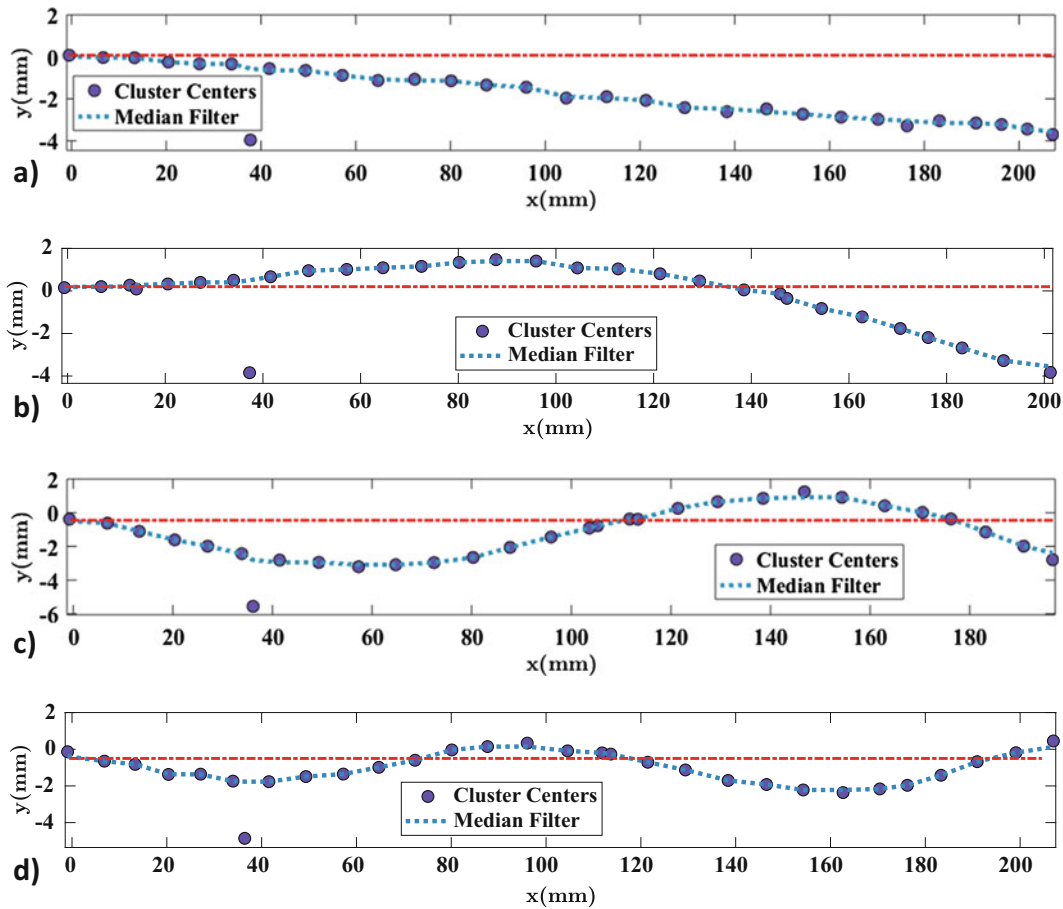 2
0
-2
-4
y(mm)
Cluster Centers
Median Filter
0 20 40 60 80 100 120 140 160 180 200
x(mm)
a)
2
0
-2
-4
y(mm)
Cluster Centers
Median Filter
0 20 40 60 80 100 120 140 160 180 200
x(mm)
b)
2
0
-2
-4
-6
y(mm)
Cluster Centers
Median Filter
0 20 40 60 80 100 120 140 160 180
x(mm)
c)
2
0
-2
-4
y(mm)
Cluster Centers
Median Filter
0 20 40 60 80 100 120 140 160 180 200
x(mm)
d)